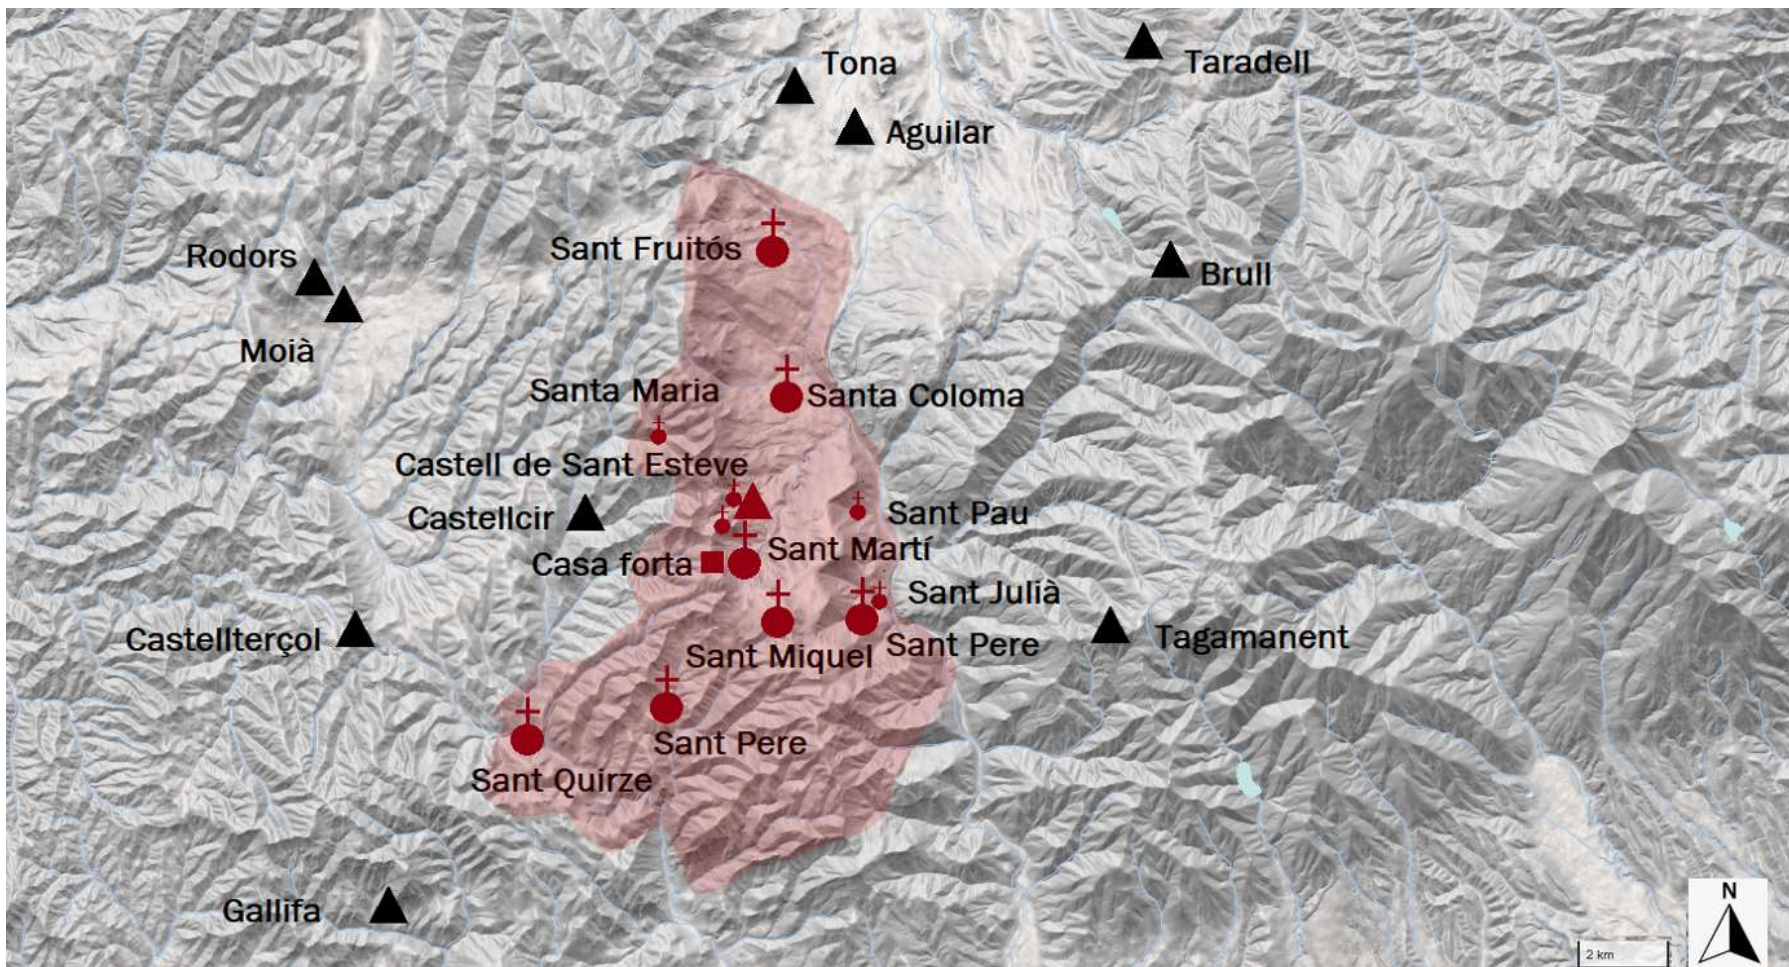 Tona
Taradell
Aguilar
Sant Fruitós
Rodors
Brull
Moià
Santa Maria
Santa Coloma
Castell de Sant Esteve
Castellcir
Sant Pau
Sant Martí
Casa forta
Sant Julià
Castellterçol
Tagamanent
Sant Pere
Sant Miquel
Sant Pere
Sant Quirze
Gallifa
N
2 km